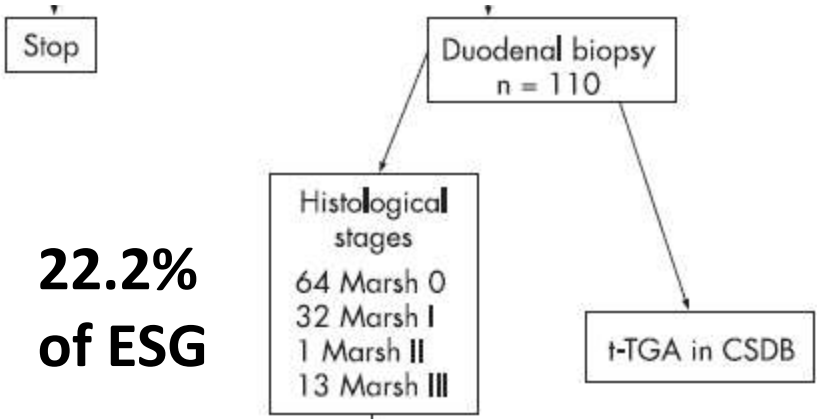 Stop
Duodenal biopsy
n = 110
Histological
stages
64 Marsh 0
32 Marsh I
1 Marsh II
13 Marsh III
22.2%
of ESG
t-TGA in CSDB